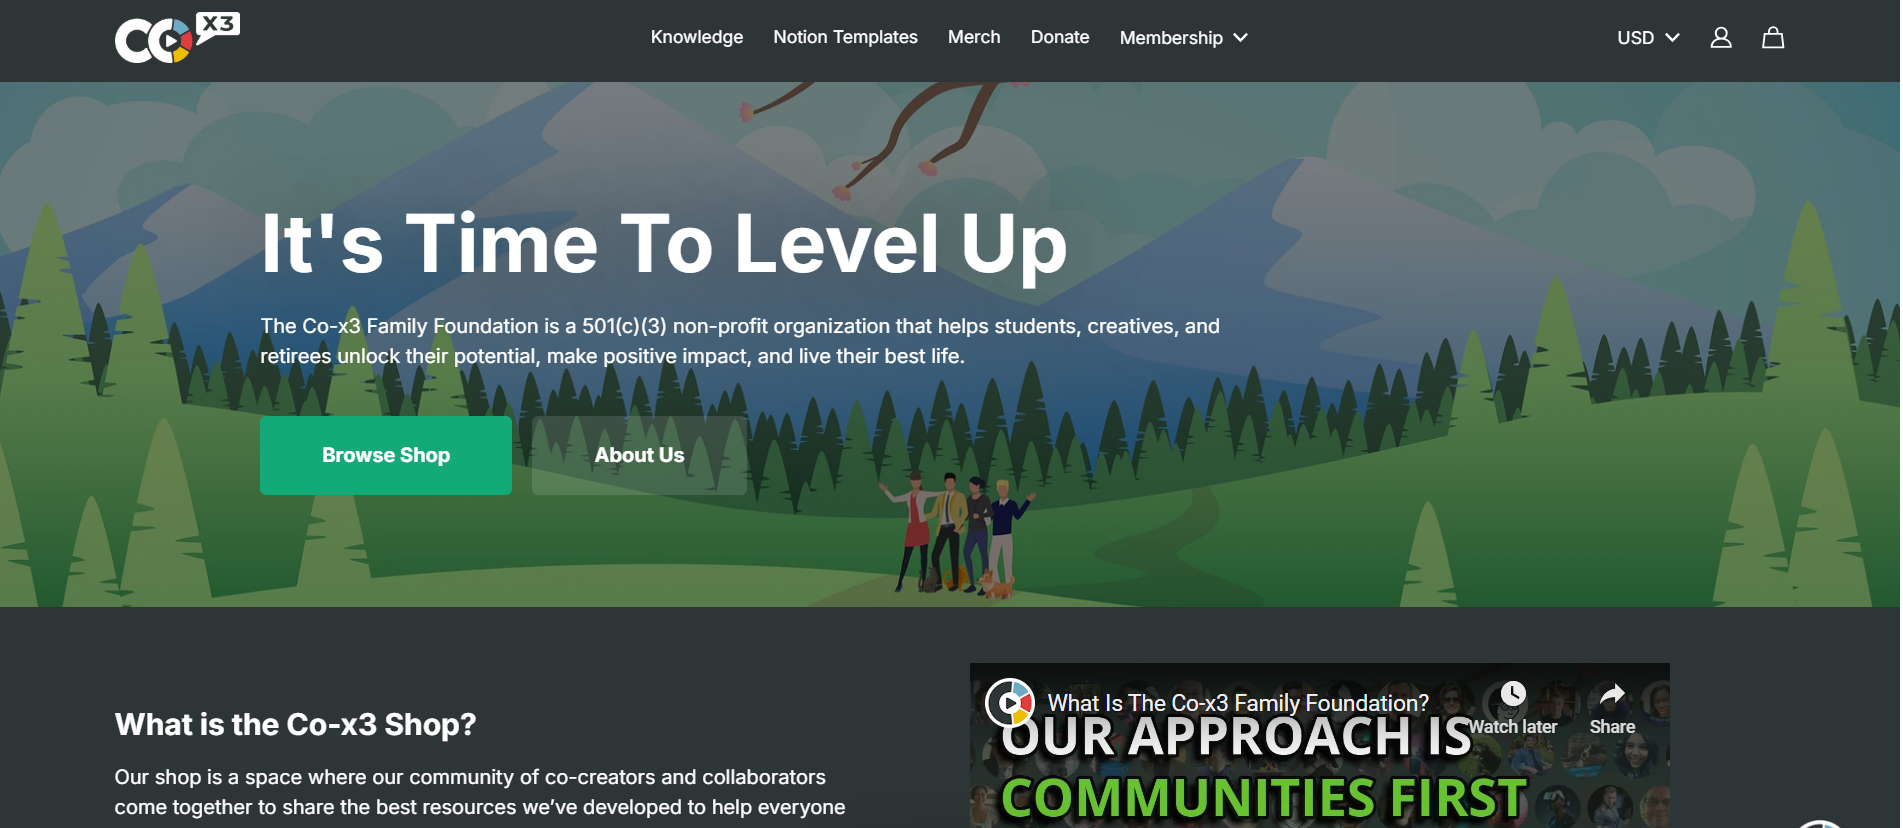 CO X3
Knowledge
Notion Templates
Merch
Donate
Membership
USD
It's Time To Level Up
The Co-x3 Family Foundation is a 501(c)(3) non-profit organization that helps students, creatives, and
retirees unlock their potential, make positive impact, and live their best life.
Browse Shop
About Us
What is the Co-x3 Shop?
Our shop is a space where our community of co-creators and collaborators
come together to share the best resources we’ve developed to help everyone
What Is The Co-x3 Family Foundation?
Watch later
Share
OUR APPROACH IS
COMMUNITIES FIRST